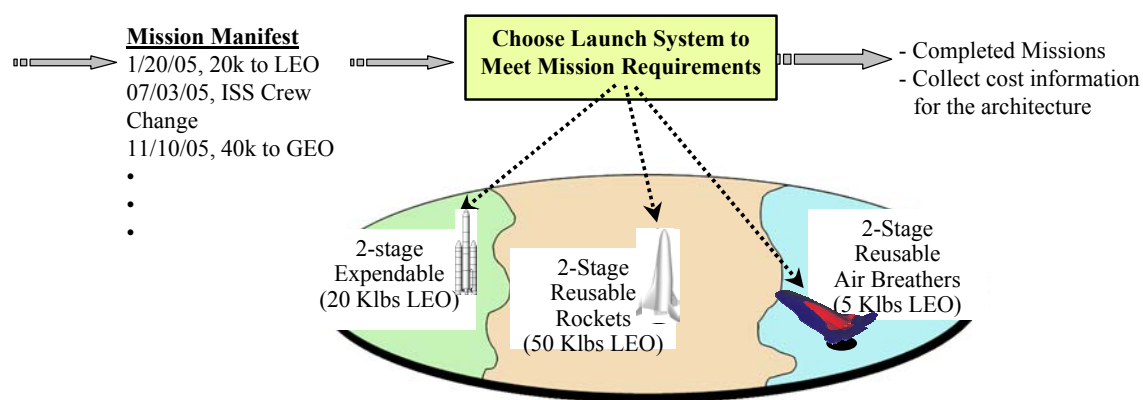 Mission Manifest
1/20/05, 20k to LEO
07/03/05, ISS Crew
Change
11/10/05, 40k to GEO
•
•
•
Choose Launch System to
Meet Mission Requirements
- Completed Missions
- Collect cost information
for the architecture
2-stage
Expendable
(20 Klbs LEO)
2-Stage
Reusable
Rockets
(50 Klbs LEO)
2-Stage
Reusable
Air Breathers
(5 Klbs LEO)